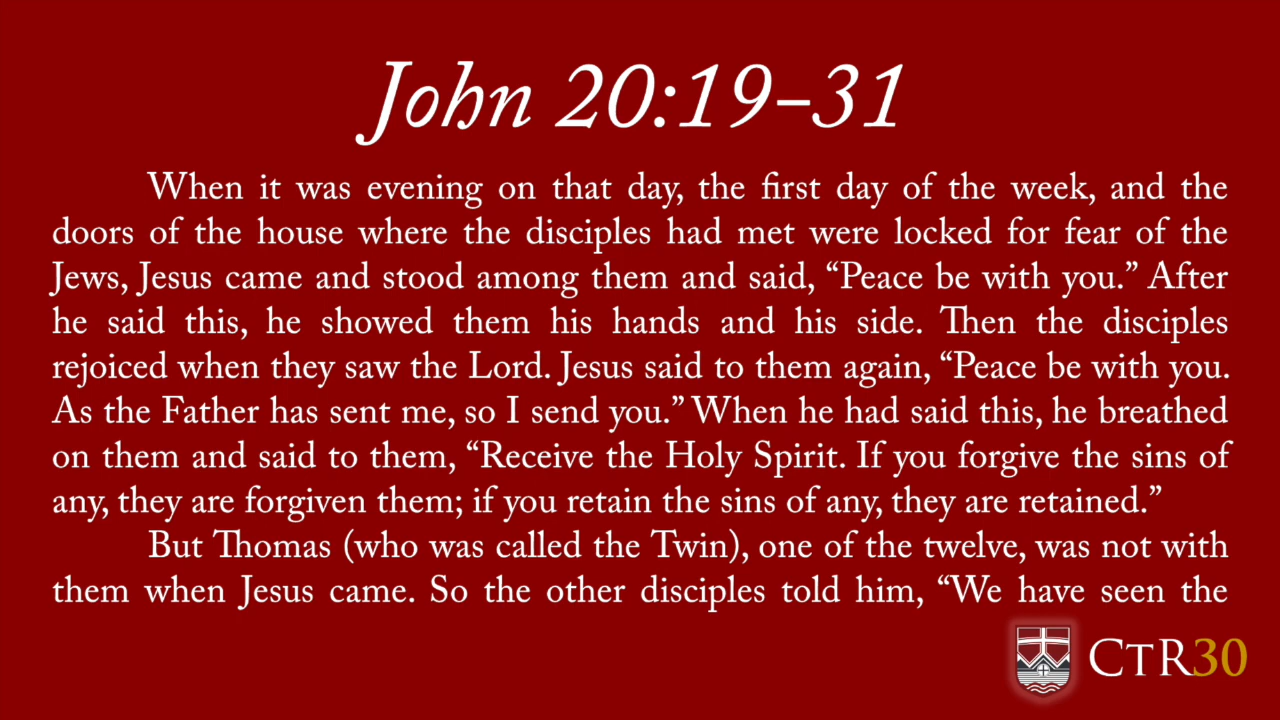 John 20:19–31
When it was evening on that day, the first day of the week, and the
doors of the house where the disciples had met were locked for fear of the
Jews, Jesus came and stood among them and said, “Peace be with you.” After
he said this, he showed them his hands and his side. Then the disciples
rejoiced when they saw the Lord. Jesus said to them again, “Peace be with you.
As the Father has sent me, so I send you.” When he had said this, he breathed
on them and said to them, “Receive the Holy Spirit. If you forgive the sins of
any, they are forgiven them; if you retain the sins of any, they are retained.”
But Thomas (who was called the Twin), one of the twelve, was not with
them when Jesus came. So the other disciples told him, “We have seen the
CTR30